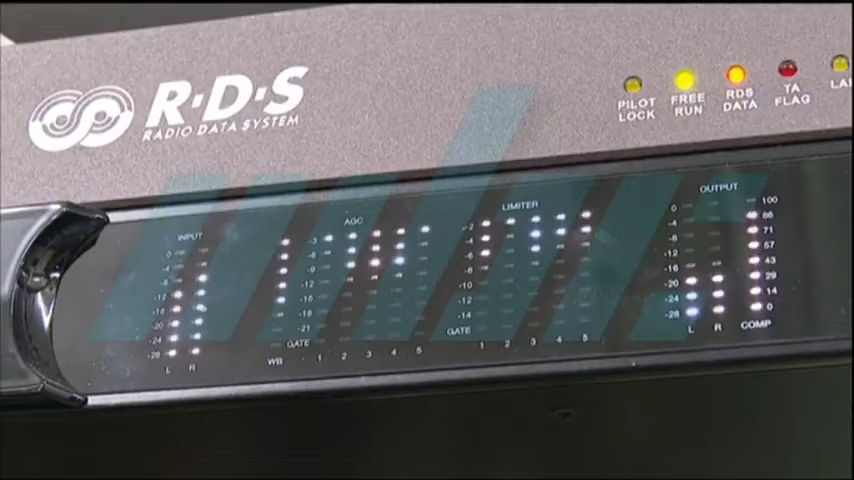 R·D·S
RADIO DATA SYSTEM
PILOT LOCK
FREE RUN
RDS DATA
TA FLAG
INPUT
AGC
LIMITER
OUTPUT
0
-4
-12
-20
-24
-28
L R
-3
-6
-9
-12
-15
-18
-21
GATE
WB 1 2 3 4 5
-2
-4
-6
-8
-10
-12
-14
GATE
1 2 3 4 5
0
-4
-8
-12
-16
-20
-24
-28
L R
100
86
71
57
43
29
14
0
COMP